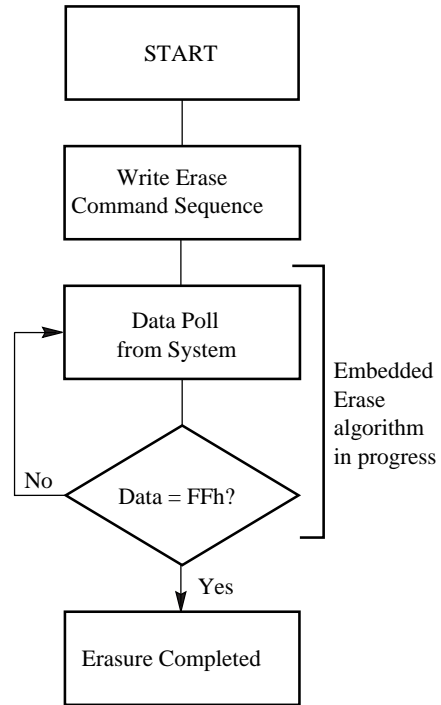 START
Write Erase
Command Sequence
Data Poll
from System
Embedded
Erase
algorithm
in progress
No
Data = FFh?
Yes
Erasure Completed